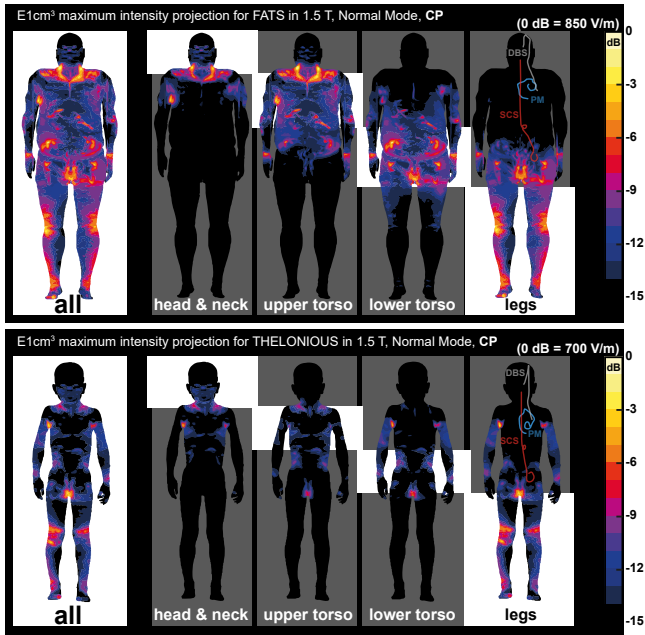 E1cm³ maximum intensity projection for FATS in 1.5 T, Normal Mode, CP
(0 dB = 850 V/m)
0
dB
DBS
PM
SCS
-3
-6
-9
-12
-15
all
head & neck
upper torso
lower torso
legs
E1cm³ maximum intensity projection for THELONIOUS in 1.5 T, Normal Mode, CP
(0 dB = 700 V/m)
0
dB
DBS
PM
SCS
-3
-6
-9
-12
-15
all
head & neck
upper torso
lower torso
legs